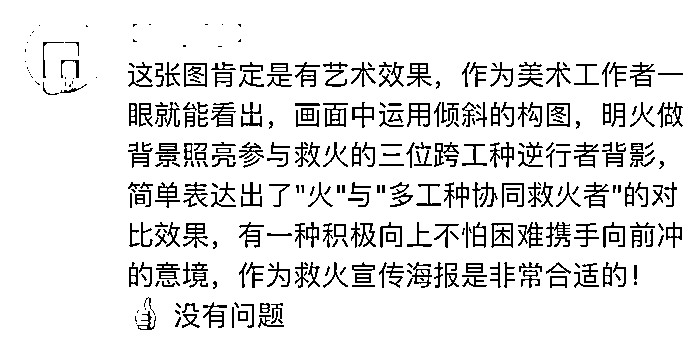 这张图肯定是有艺术效果，作为美术工作者一
眼就能看出，画面中运用倾斜的构图，明火做
背景照亮参与救火的三位跨工种逆行者背影，
简单表达出了"火"与"多工种协同救火者"的对
比效果，有一种积极向上不怕困难携手向前冲
的意境，作为救火宣传海报是非常合适的！
👍 没有问题